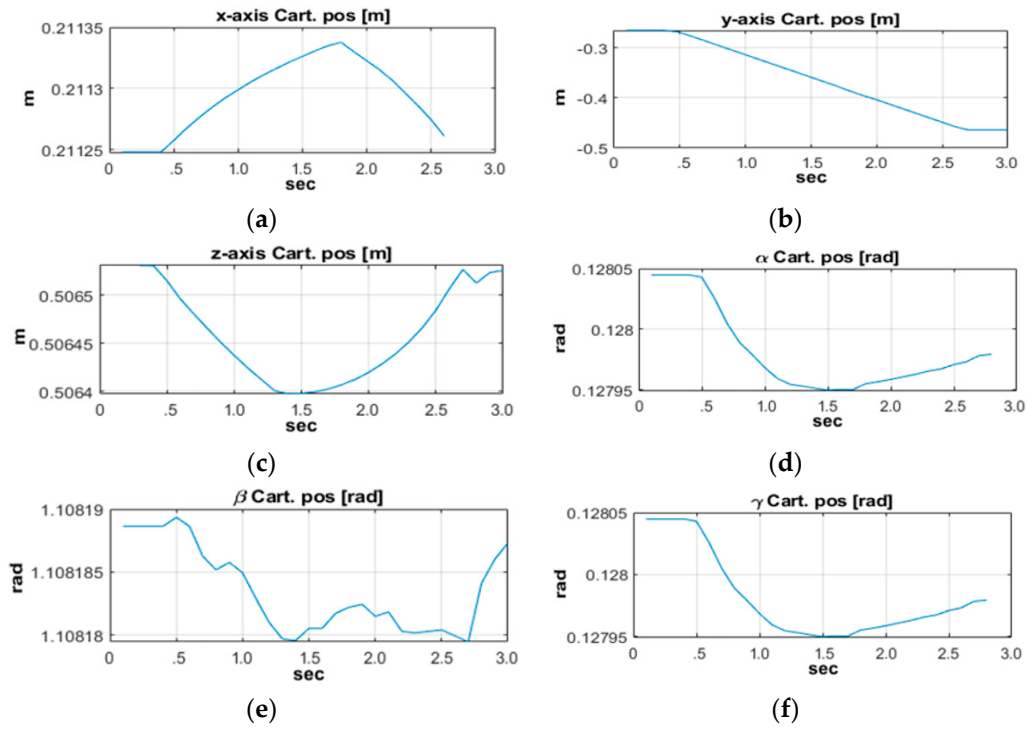 x-axis Cart. pos [m]
0.21135
0.2113
0.21125
m
0 .5 1.0 1.5 2.0 2.5 3.0
sec
(a)
y-axis Cart. pos [m]
-0.3
-0.4
-0.5
m
0 .5 1.0 1.5 2.0 2.5 3.0
sec
(b)
z-axis Cart. pos [m]
0.5065
0.50645
0.5064
m
0 .5 1.0 1.5 2.0 2.5 3.0
sec
(c)
α Cart. pos [rad]
0.12805
0.128
0.12795
rad
0 .5 1.0 1.5 2.0 2.5 3.0
sec
(d)
β Cart. pos [rad]
1.10819
1.108185
1.10818
rad
0 .5 1.0 1.5 2.0 2.5 3.0
sec
(e)
γ Cart. pos [rad]
0.12805
0.128
0.12795
rad
0 .5 1.0 1.5 2.0 2.5 3.0
sec
(f)